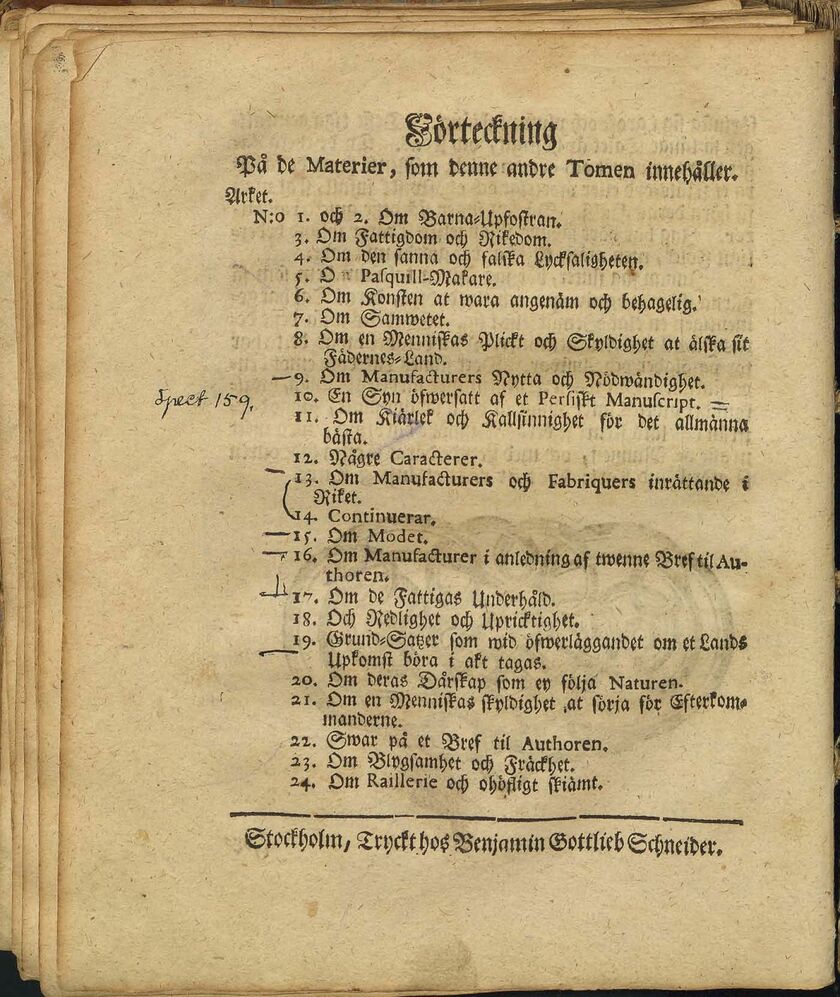 Förteckning
På de Materier, som denne andre Tomen innehåller.
Arket.
N:o 1. och 2. Om Barna-Upfostran.
3. Om Fattigdom och Rikedom.
4. Om den sanna och falska Lycksaligheten.
5. O Pasquill-Makare.
6. Om Konsten at wara angenäm och behagelig.
7. Om Samwetet.
8. Om en Menniskas Plickt och Skyldighet at älska sit
Fädernes-Land.
9. Om Manufacturers Nytta och Nödwändighet.
Spect 159. 10. En Syn öfwersatt af et Persiskt Manuscript.
11. Om Kiärlek och Kallsinnighet för det allmänna
bästa.
12. Någre Caracterer.
13. Om Manufacturers och Fabriquers inrättande i
Riket.
14. Continuerar.
15. Om Modet.
16. Om Manufacturer i anledning af twenne Bref til Au-
thoren.
17. Om de Fattigas Underhåld.
18. Och Redlighet och Upricktighet.
19. Grund-Satzer som wid öfwerläggandet om et Lands
Upkomst böra i akt tagas.
20. Om deras Dårskap som ey följa Naturen.
21. Om en Menniskas skyldighet at sörja för Efterkom-
manderne.
22. Swar på et Bref til Authoren.
23. Om Blygsamhet och Fräckhet.
24. Om Raillerie och ohöfligt skiämt.
Stockholm, Tryckt hos Benjamin Gottlieb Schneider.